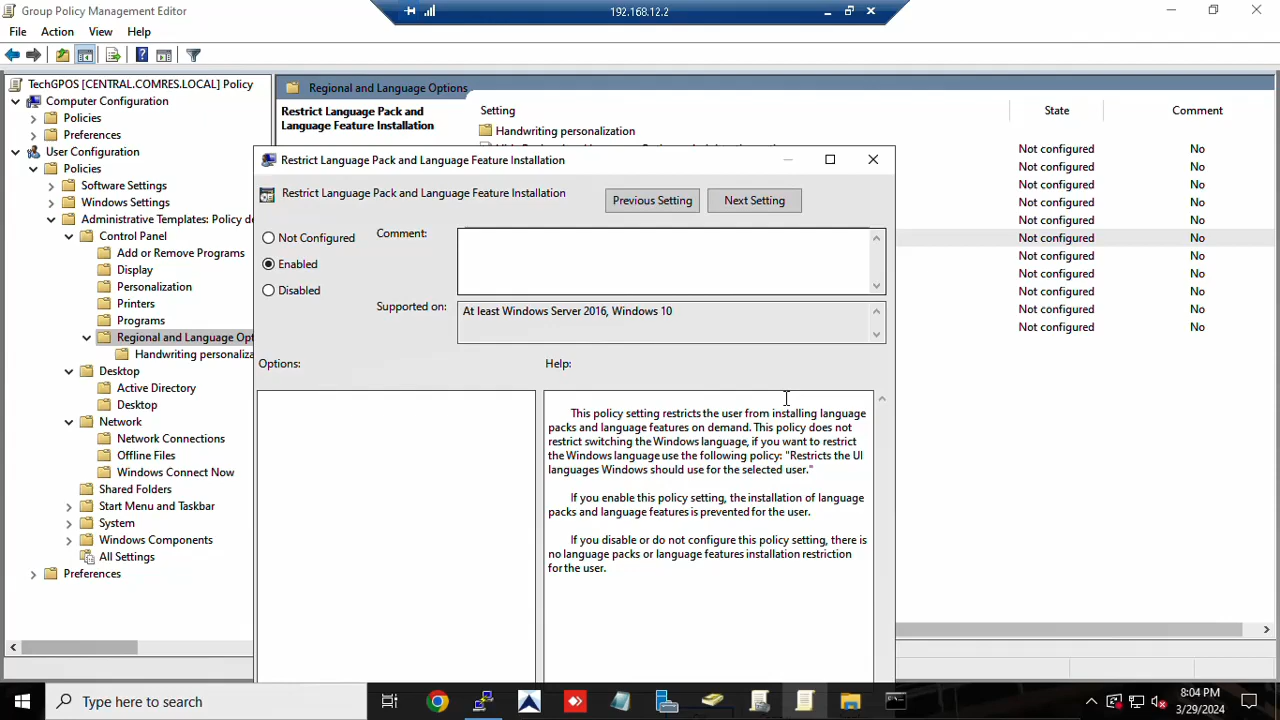 Group Policy Management Editor
192.168.12.2
File Action View Help
TechGPOS [CENTRAL.COMRES.LOCAL] Policy
Computer Configuration
Policies
Preferences
User Configuration
Policies
Software Settings
Windows Settings
Administrative Templates: Policy de
Control Panel
Add or Remove Programs
Display
Personalization
Printers
Programs
Regional and Language Opt
Handwriting personaliza
Desktop
Active Directory
Desktop
Network
Network Connections
Offline Files
Windows Connect Now
Shared Folders
Start Menu and Taskbar
System
Windows Components
All Settings
Preferences
Regional and Language Options
Restrict Language Pack and
Language Feature Installation
Setting
State
Comment
Handwriting personalization
Not configured No
Not configured No
Not configured No
Not configured No
Not configured No
Not configured No
Not configured No
Not configured No
Not configured No
Not configured No
Not configured No
Restrict Language Pack and Language Feature Installation
Restrict Language Pack and Language Feature Installation
Previous Setting
Next Setting
Not Configured
Enabled
Disabled
Comment:
Supported on:
At least Windows Server 2016, Windows 10
Options:
Help:
This policy setting restricts the user from installing language
packs and language features on demand. This policy does not
restrict switching the Windows language, if you want to restrict
the Windows language use the following policy: "Restricts the UI
languages Windows should use for the selected user."
If you enable this policy setting, the installation of language
packs and language features is prevented for the user.
If you disable or do not configure this policy setting, there is
no language packs or language features installation restriction
for the user.
Type here to search
8:04 PM
3/29/2024